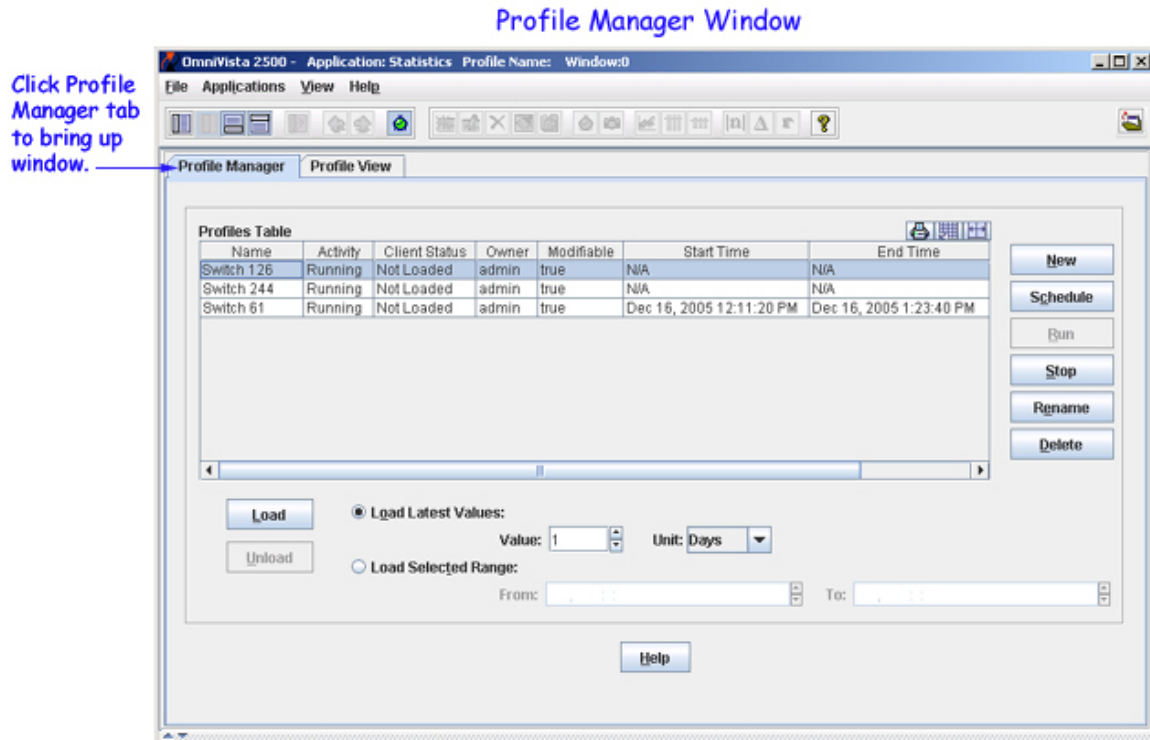 Profile Manager Window
Click Profile
Manager tab
to bring up
window.
OmniVista 2500 - Application: Statistics Profile Name: Window:0
File Applications View Help
|n| Δ r ?
Profile Manager Profile View
Profiles Table
Name Activity Client Status Owner Modifiable Start Time End Time
Switch 126 Running Not Loaded admin true N/A N/A
Switch 244 Running Not Loaded admin true N/A N/A
Switch 61 Running Not Loaded admin true Dec 16, 2005 12:11:20 PM Dec 16, 2005 1:23:40 PM
New
Schedule
Run
Stop
Rename
Delete
Load
Load Latest Values:
Value: 1 Unit: Days
Unload
Load Selected Range:
From: , : : To: , : :
Help